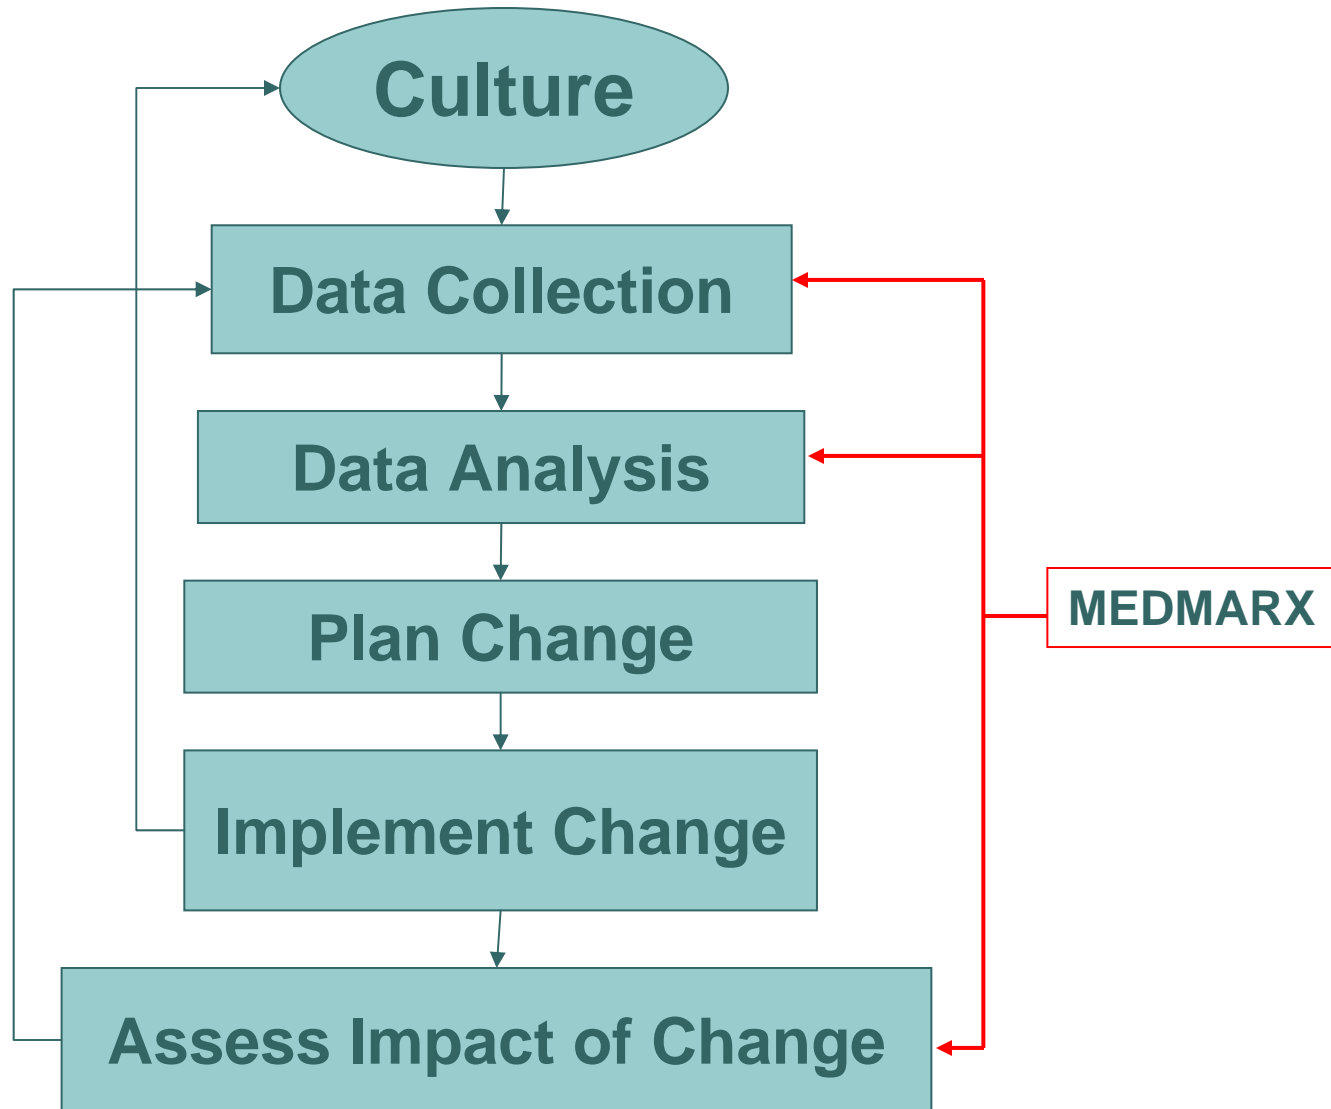 Culture
Data Collection
Data Analysis
Plan Change
MEDMARX
Implement Change
Assess Impact of Change